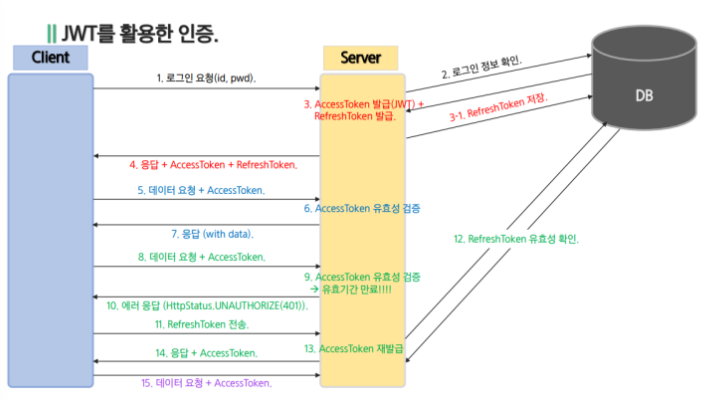 || JWT를 활용한 인증.
Client
Server
DB
1. 로그인 요청(id, pwd).
2. 로그인 정보 확인.
3. AccessToken 발급(JWT) +
RefreshToken 발급.
3-1. RefreshToken 저장.
4. 응답 + AccessToken + RefreshToken.
5. 데이터 요청 + AccessToken.
6. AccessToken 유효성 검증
7. 응답 (with data).
8. 데이터 요청 + AccessToken.
9. AccessToken 유효성 검증
→ 유효기간 만료!!!!
10. 에러 응답 (HttpStatus.UNAUTHORIZE(401)).
11. RefreshToken 전송.
12. RefreshToken 유효성 확인.
13. AccessToken 재발급
14. 응답 + AccessToken.
15. 데이터 요청 + AccessToken.